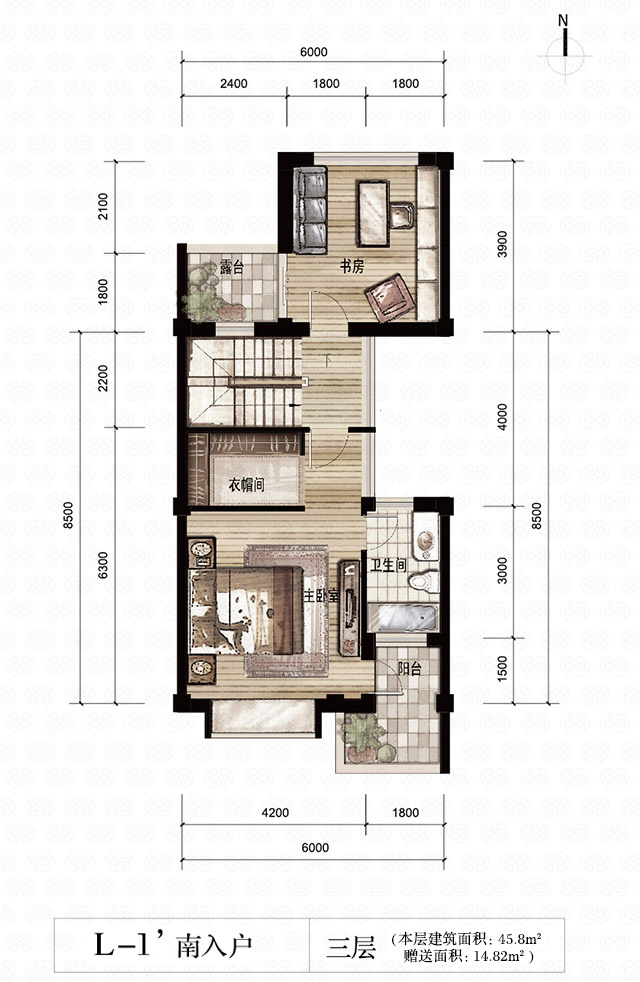 N
6000
2400 1800 1800
2100
1800
2200
8500
6300
3900
4000
8500
3000
1500
露台
书房
下
衣帽间
卫生间
主卧室
阳台
4200 1800
6000
L-1’南入户
三层
(本层建筑面积: 45.8m²
赠送面积: 14.82m²)